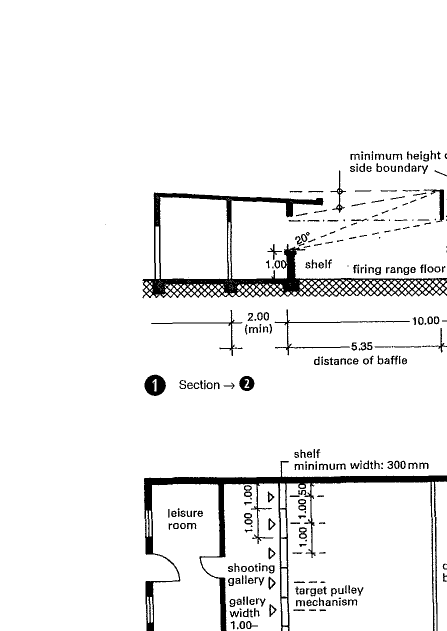 minimum height
side boundary
20°
1.00
shelf
firing range floor
2.00
(min)
10.00
5.35
distance of baffle
1 Section → 2
shelf
minimum width: 300 mm
1.00
1.00
1.00 50
1.00
leisure
room
shooting
gallery
gallery
width
1.00–
target pulley
mechanism